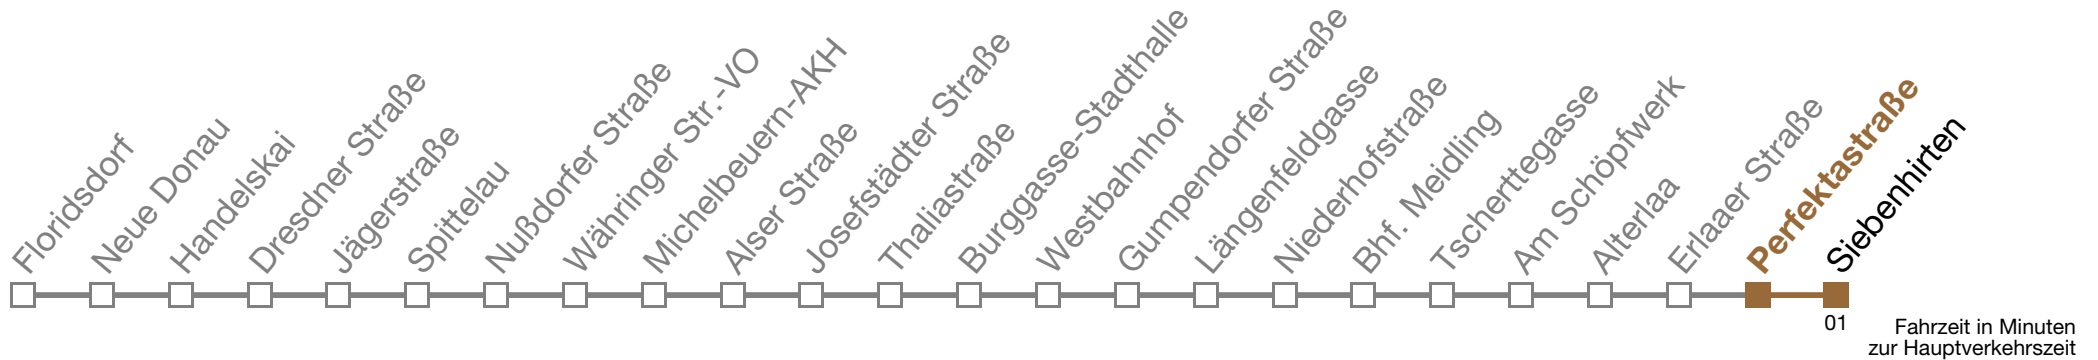 Floridsdorf
Neue Donau
Handelskai
Dresdner Straße
Jägerstraße
Spittelau
Nußdorfer Straße
Währinger Str.-VO
Michelbeuern-AKH
Alser Straße
Josefstädter Straße
Thaliastraße
Burggasse-Stadthalle
Westbahnhof
Gumpendorfer Straße
Längenfeldgasse
Niederhofstraße
Bhf. Meidling
Tscherttegasse
Am Schöpfwerk
Alterlaa
Erlaaer Straße
Perfektastraße
Siebenhirten
01
Fahrzeit in Minuten
zur Hauptverkehrszeit